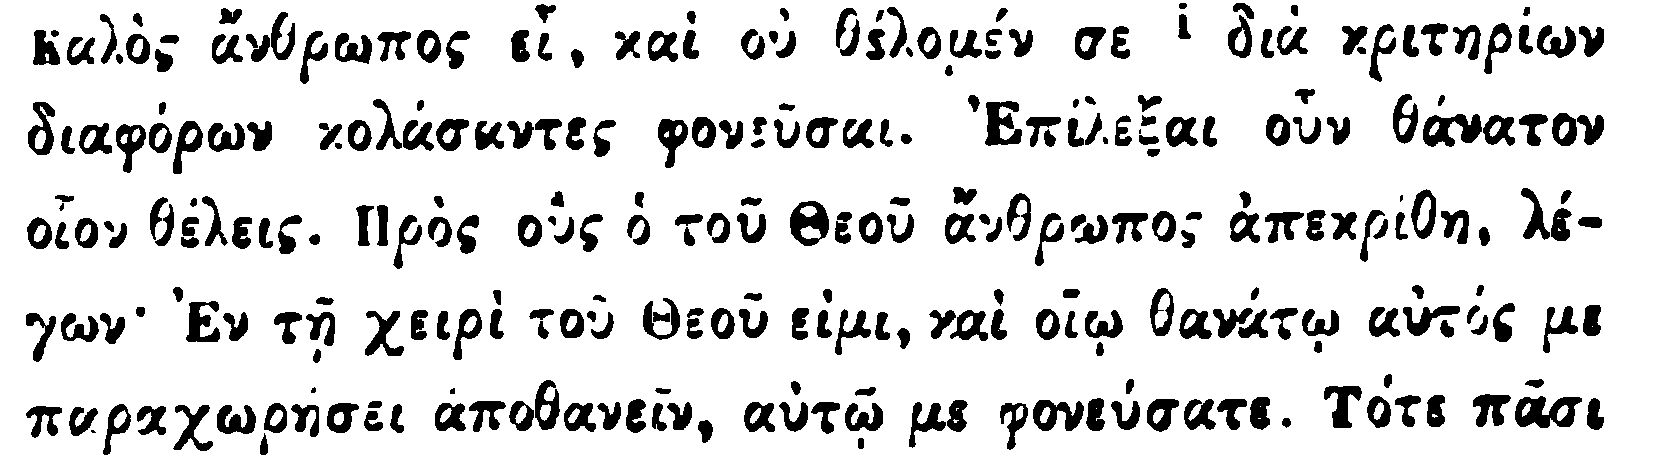 καλὸς ἄνθρωπος εἶ, καὶ οὐ θέλομέν σε ⁱ διὰ κριτηρίων
διαφόρων κολάσαντες φονεῦσαι. Ἐπίλεξαι οὖν θάνατον
οἷον θέλεις. Πρὸς οὓς ὁ τοῦ Θεοῦ ἄνθρωπος ἀπεκρίθη, λέ-
γων· Ἐν τῇ χειρὶ τοῦ Θεοῦ εἰμι, καὶ οἵῳ θανάτῳ αὐτός με
παραχωρήσει ἀποθανεῖν, αὐτῷ με φονεύσατε. Τότε πᾶσι